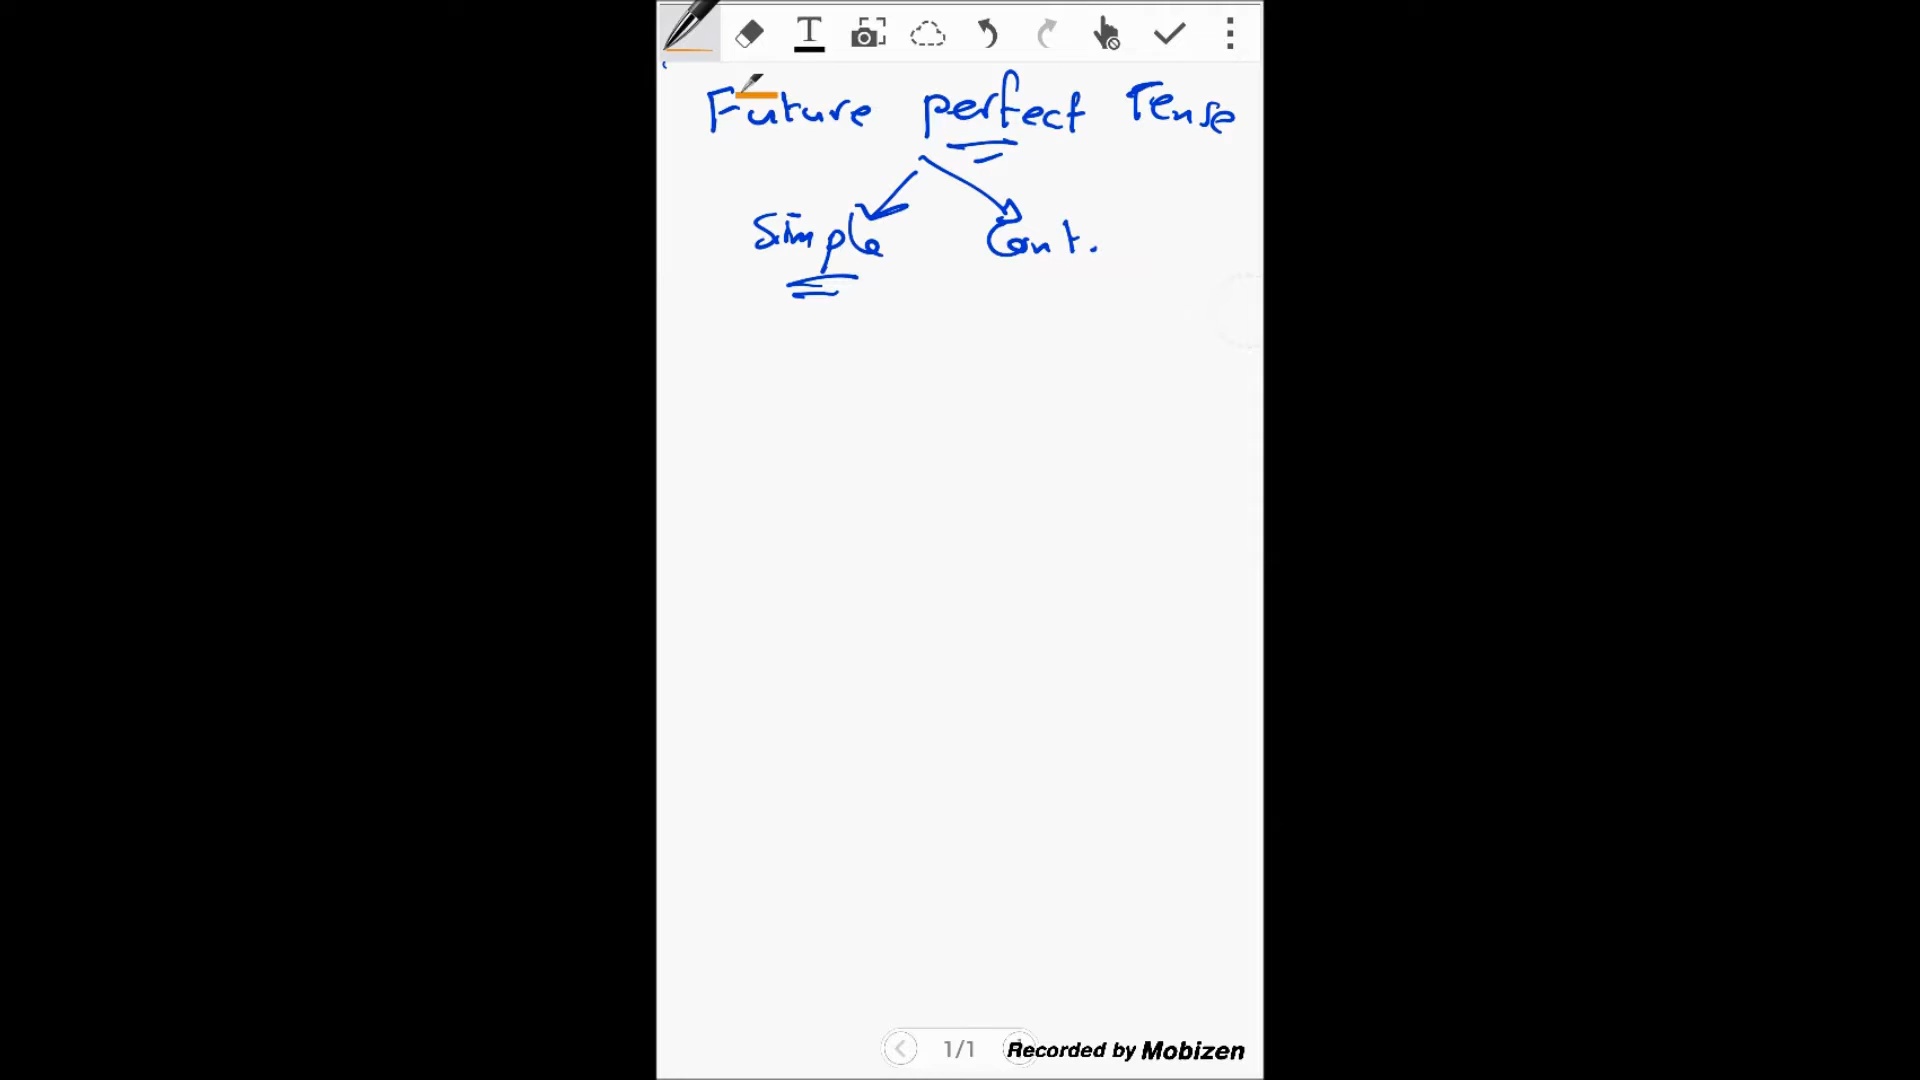 T
Future perfect Tense
Simple Cont.
1/1
Recorded by Mobizen